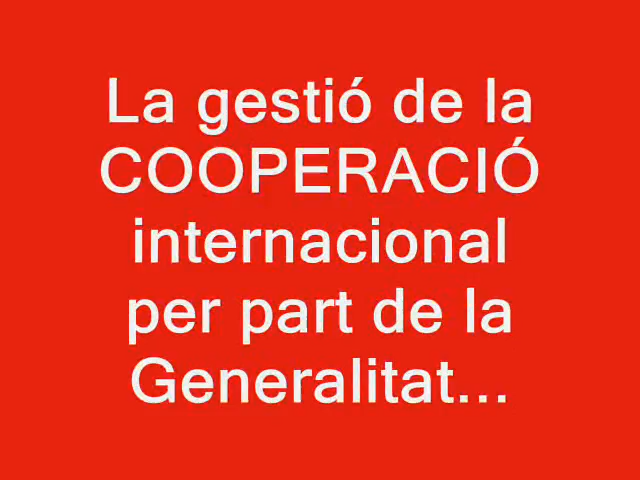 La gestió de la
COOPERACIÓ
internacional
per part de la
Generalitat...